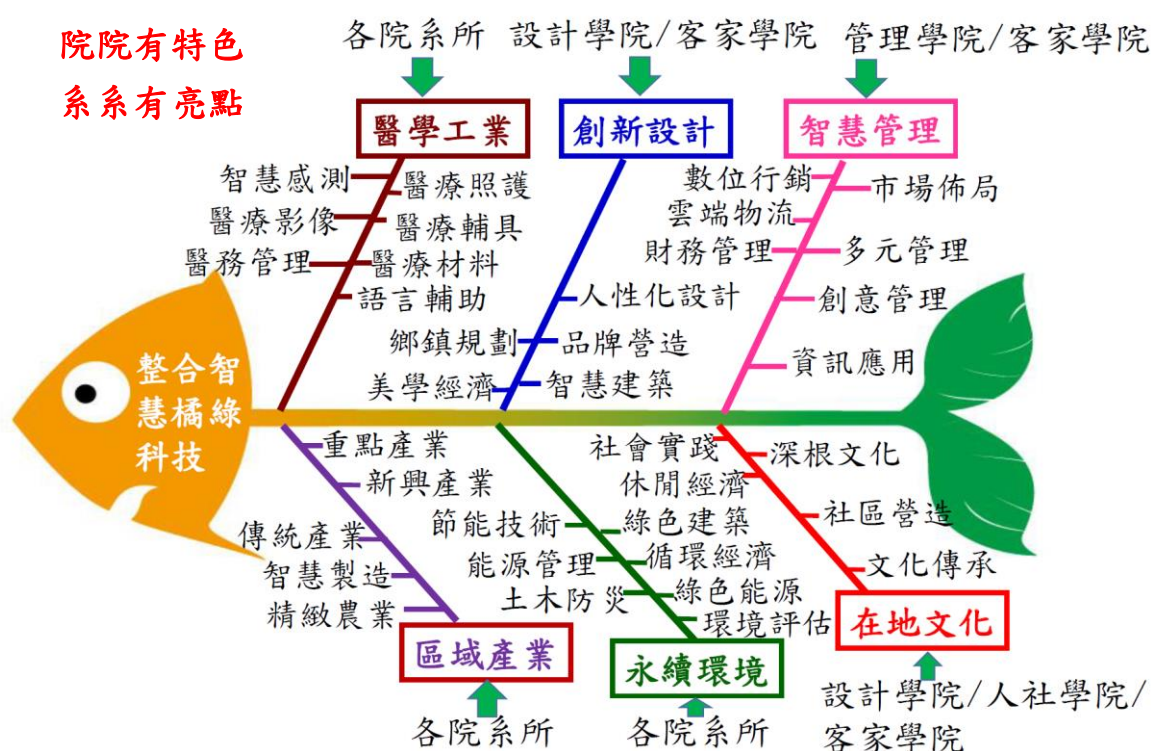 院院有特色
系系有亮點
各院系所
設計學院/客家學院
管理學院/客家學院
醫學工業
創新設計
智慧管理
智慧感測
醫療照護
醫療影像
醫療輔具
醫務管理
醫療材料
語言輔助
人性化設計
鄉鎮規劃
品牌營造
美學經濟
智慧建築
數位行銷
市場佈局
雲端物流
財務管理
多元管理
創意管理
資訊應用
整合智
慧橘綠
科技
重點產業
新興產業
傳統產業
智慧製造
精緻農業
節能技術
綠色建築
能源管理
循環經濟
土木防災
綠色能源
環境評估
社會實踐
深根文化
休閒經濟
社區營造
文化傳承
區域產業
永續環境
在地文化
各院系所
各院系所
設計學院/人社學院/
客家學院